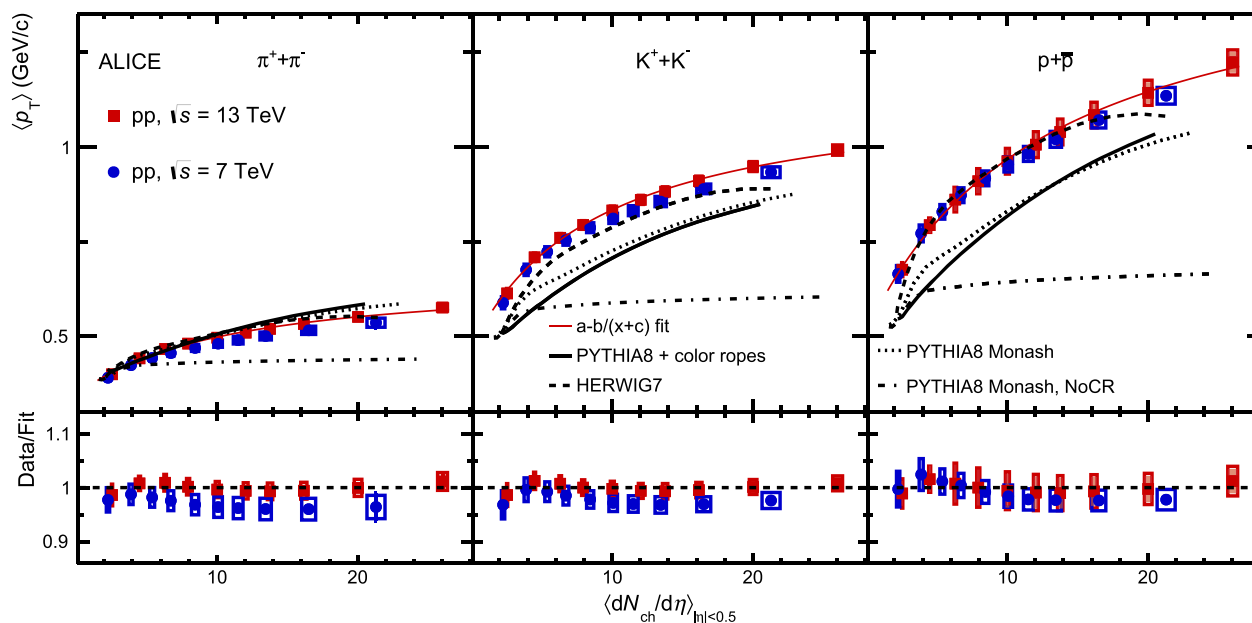 ⟨p_T⟩ (GeV/c)
ALICE
π⁺+π⁻
K⁺+K⁻
p+p̅
pp, √s = 13 TeV
pp, √s = 7 TeV
1
0.5
a-b/(x+c) fit
PYTHIA8 + color ropes
HERWIG7
PYTHIA8 Monash
PYTHIA8 Monash, NoCR
Data/Fit
1.1
1
0.9
10 20 10 20 10 20
⟨dN_ch/dη⟩_|η|<0.5